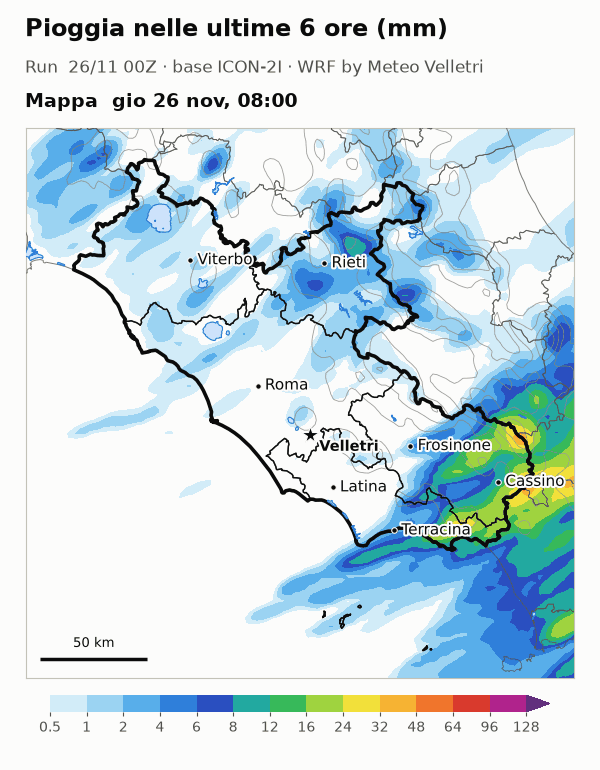 Pioggia nelle ultime 6 ore (mm)
Run 26/11 00Z · base ICON-2I · WRF by Meteo Velletri
Mappa gio 26 nov, 08:00
Viterbo
Rieti
Roma
Velletri
Frosinone
Latina
Cassino
Terracina
50 km
0.5 1 2 4 6 8 12 16 24 32 48 64 96 128